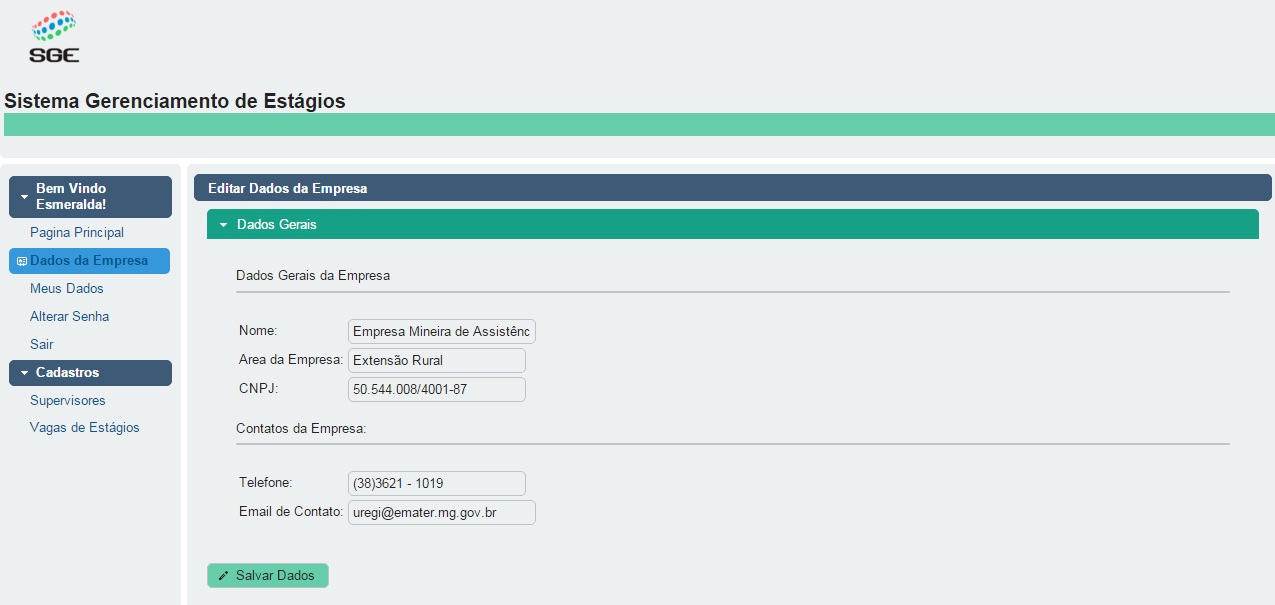 SGE
Sistema Gerenciamento de Estágios
Bem Vindo
Esmeralda!
Pagina Principal
Dados da Empresa
Meus Dados
Alterar Senha
Sair
Cadastros
Supervisores
Vagas de Estágios
Editar Dados da Empresa
Dados Gerais
Dados Gerais da Empresa
Nome: Empresa Mineira de Assistênc
Area da Empresa: Extensão Rural
CNPJ: 50.544.008/4001-87
Contatos da Empresa:
Telefone: (38)3621 - 1019
Email de Contato: uregi@emater.mg.gov.br
Salvar Dados